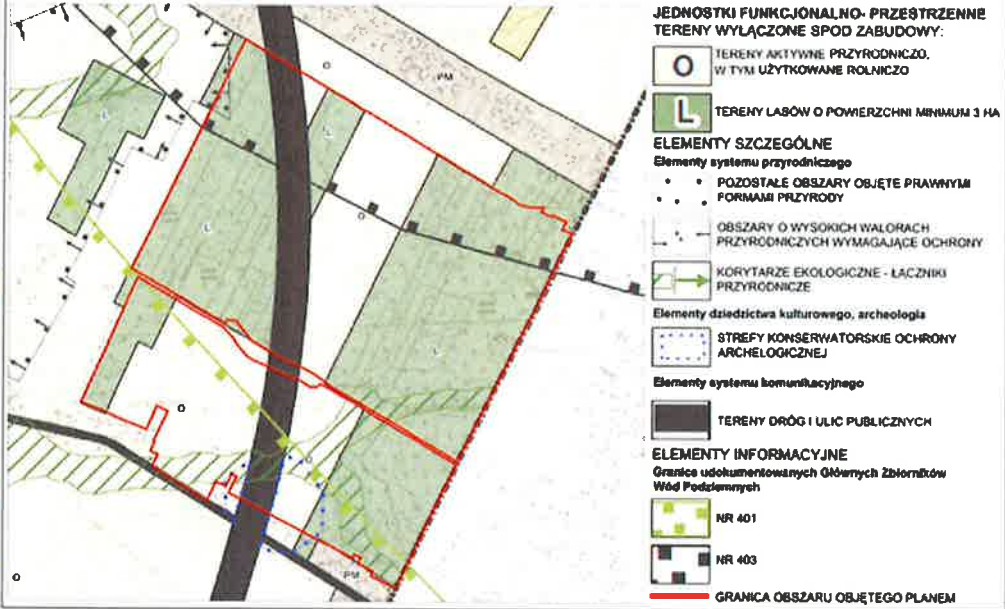 JEDNOSTKI FUNKCJONALNO- PRZESTRZENNE
TERENY WYŁĄCZONE SPOD ZABUDOWY:
O
TERENY AKTYWNE PRZYRODNICZO,
W TYM UŻYTKOWANE ROLNICZO
L
TERENY LASÓW O POWIERZCHNI MINIMUM 3 HA
ELEMENTY SZCZEGÓLNE
Elementy systemu przyrodniczego
POZOSTAŁE OBSZARY OBJĘTE PRAWNYMI
FORMAMI PRZYRODY
OBSZARY O WYSOKICH WALORACH
PRZYRODNICZYCH WYMAGAJĄCE OCHRONY
KORYTARZE EKOLOGICZNE - ŁĄCZNIKI
PRZYRODNICZE
Elementy dziedzictwa kulturowego, archeologia
STREFY KONSERWATORSKIE OCHRONY
ARCHELOGICZNEJ
Elementy systemu komunikacyjnego
TERENY DRÓG I ULIC PUBLICZNYCH
ELEMENTY INFORMACYJNE
Granice udokumentowanych Głównych Zbiorników
Wód Podziemnych
NR 401
NR 403
GRANICA OBSZARU OBJĘTEGO PLANEM
O
PM
L
L
L
O
L
O
O
PM
O